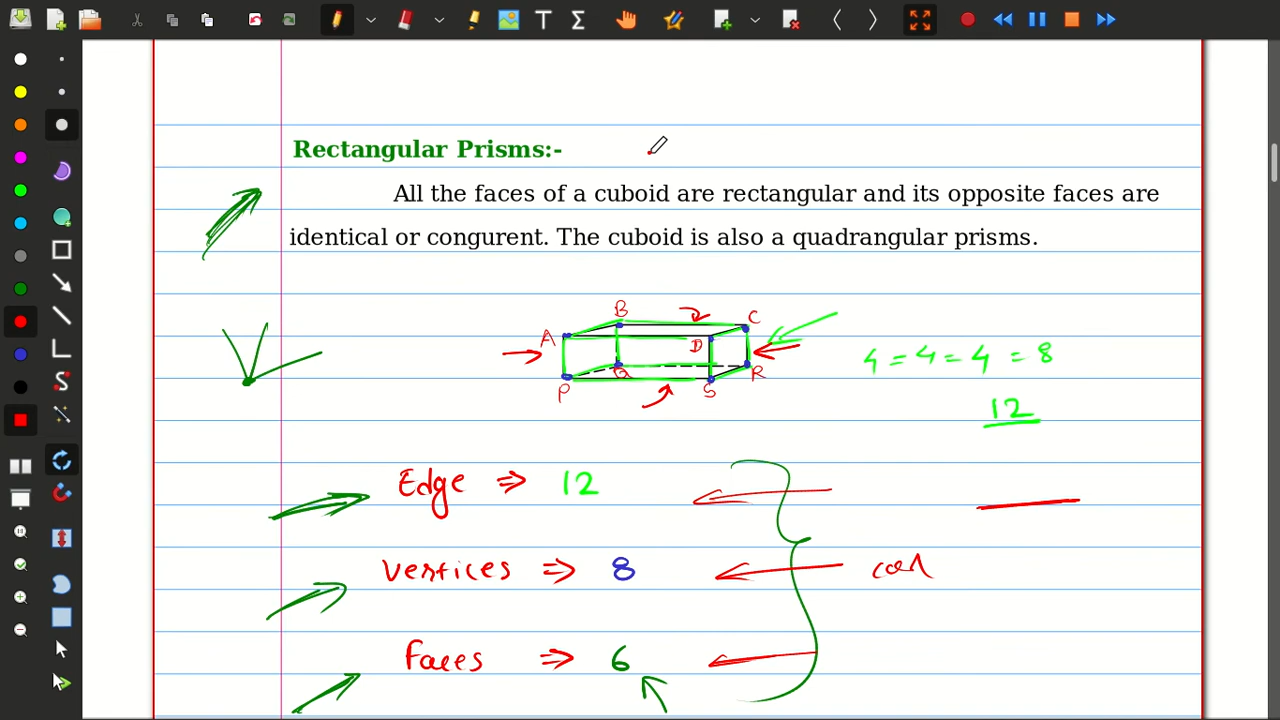 Rectangular Prisms:-
All the faces of a cuboid are rectangular and its opposite faces are
identical or congurent. The cuboid is also a quadrangular prisms.
B C
A D
Q R
P S
4 = 4 = 4 = 8
12
Edge ⇒ 12
Vertices ⇒ 8
Faces ⇒ 6